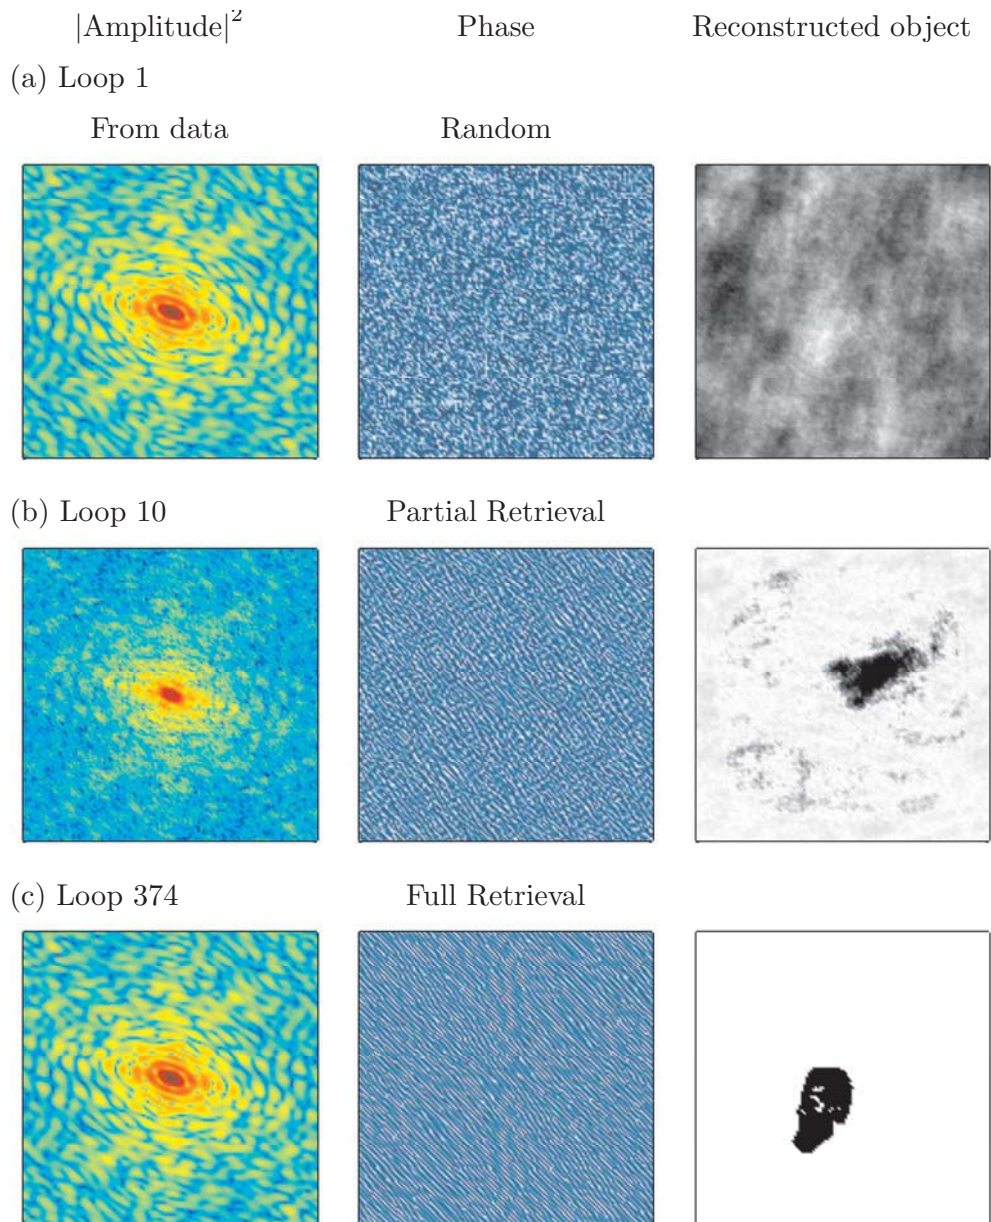 |Amplitude|² Phase Reconstructed object
(a) Loop 1
From data Random
(b) Loop 10 Partial Retrieval
(c) Loop 374 Full Retrieval